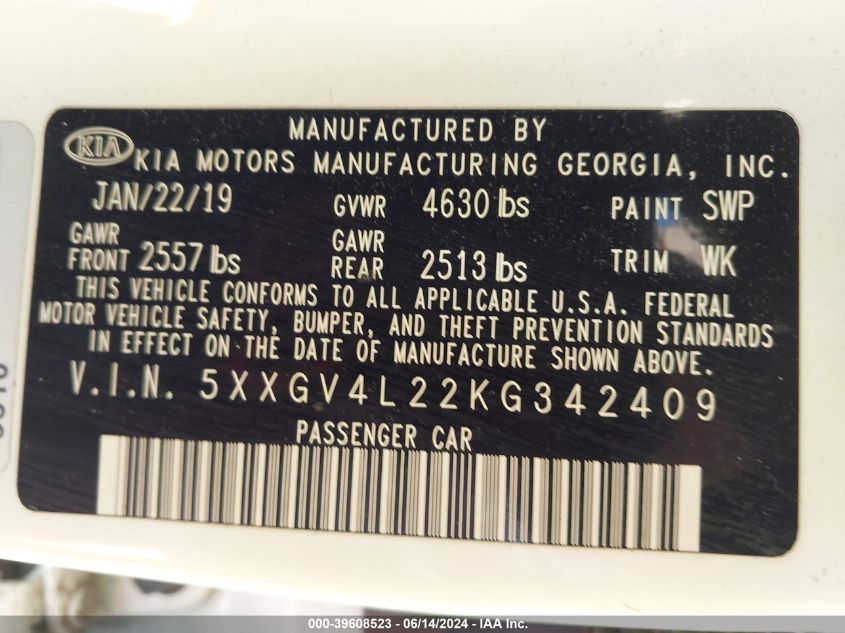 MANUFACTURED BY
KIA KIA MOTORS MANUFACTURING GEORGIA, INC.
JAN/22/19 GVWR 4630 lbs PAINT SWP
GAWR FRONT 2557 lbs GAWR REAR 2513 lbs TRIM WK
THIS VEHICLE CONFORMS TO ALL APPLICABLE U.S.A. FEDERAL
MOTOR VEHICLE SAFETY, BUMPER, AND THEFT PREVENTION STANDARDS
IN EFFECT ON THE DATE OF MANUFACTURE SHOWN ABOVE.
V.I.N. 5XXGV4L22KG342409
PASSENGER CAR
000-39608523 - 06/14/2024 - IAA Inc.